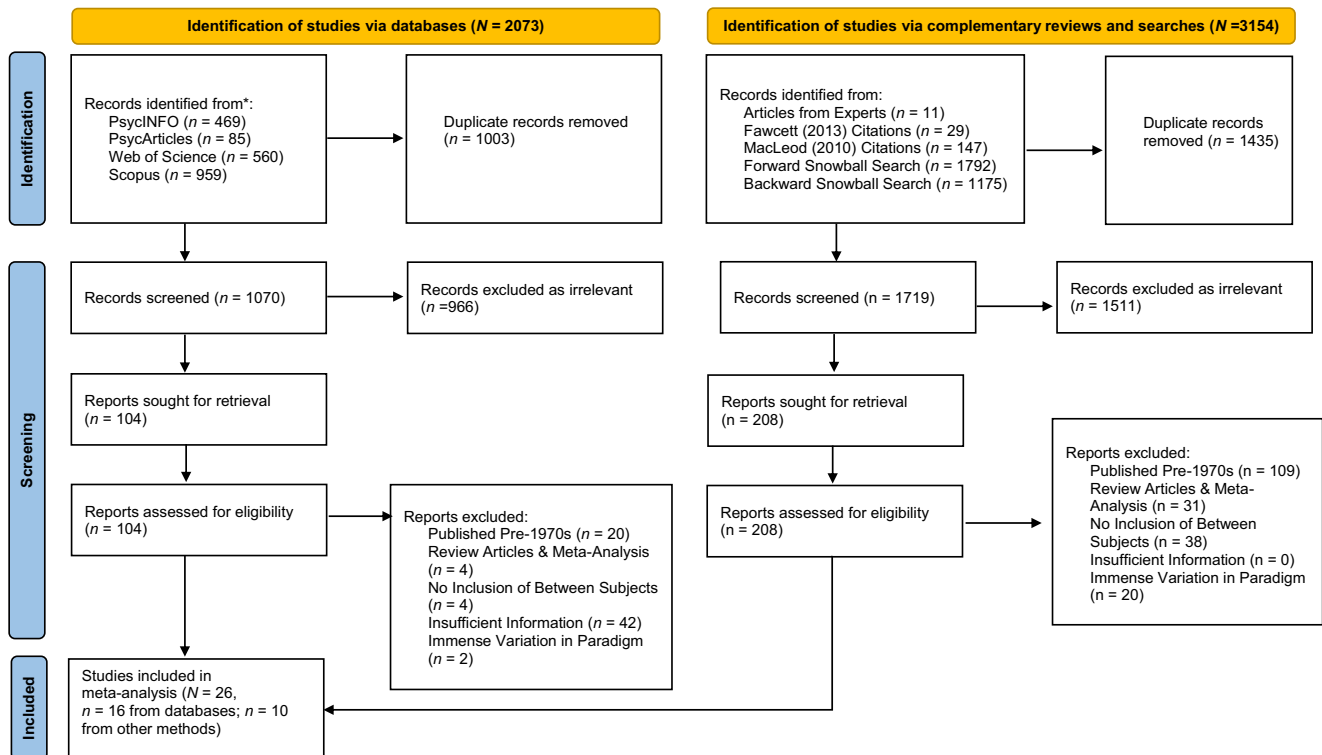 Identification of studies via databases (N = 2073)
Identification of studies via complementary reviews and searches (N =3154)
Identification
Records identified from*:
PsycINFO (n = 469)
PsycArticles (n = 85)
Web of Science (n = 560)
Scopus (n = 959)
Duplicate records removed
(n = 1003)
Records identified from:
Articles from Experts (n = 11)
Fawcett (2013) Citations (n = 29)
MacLeod (2010) Citations (n = 147)
Forward Snowball Search (n = 1792)
Backward Snowball Search (n = 1175)
Duplicate records
removed (n = 1435)
Screening
Records screened (n = 1070)
Records excluded as irrelevant
(n =966)
Records screened (n = 1719)
Records excluded as irrelevant
(n = 1511)
Reports sought for retrieval
(n = 104)
Reports sought for retrieval
(n = 208)
Reports assessed for eligibility
(n = 104)
Reports excluded:
Published Pre-1970s (n = 20)
Review Articles & Meta-Analysis
(n = 4)
No Inclusion of Between Subjects
(n = 4)
Insufficient Information (n = 42)
Immense Variation in Paradigm
(n = 2)
Reports assessed for eligibility
(n = 208)
Reports excluded:
Published Pre-1970s (n = 109)
Review Articles & Meta-
Analysis (n = 31)
No Inclusion of Between
Subjects (n = 38)
Insufficient Information (n = 0)
Immense Variation in Paradigm
(n = 20)
Included
Studies included in
meta-analysis (N = 26,
n = 16 from databases; n = 10
from other methods)